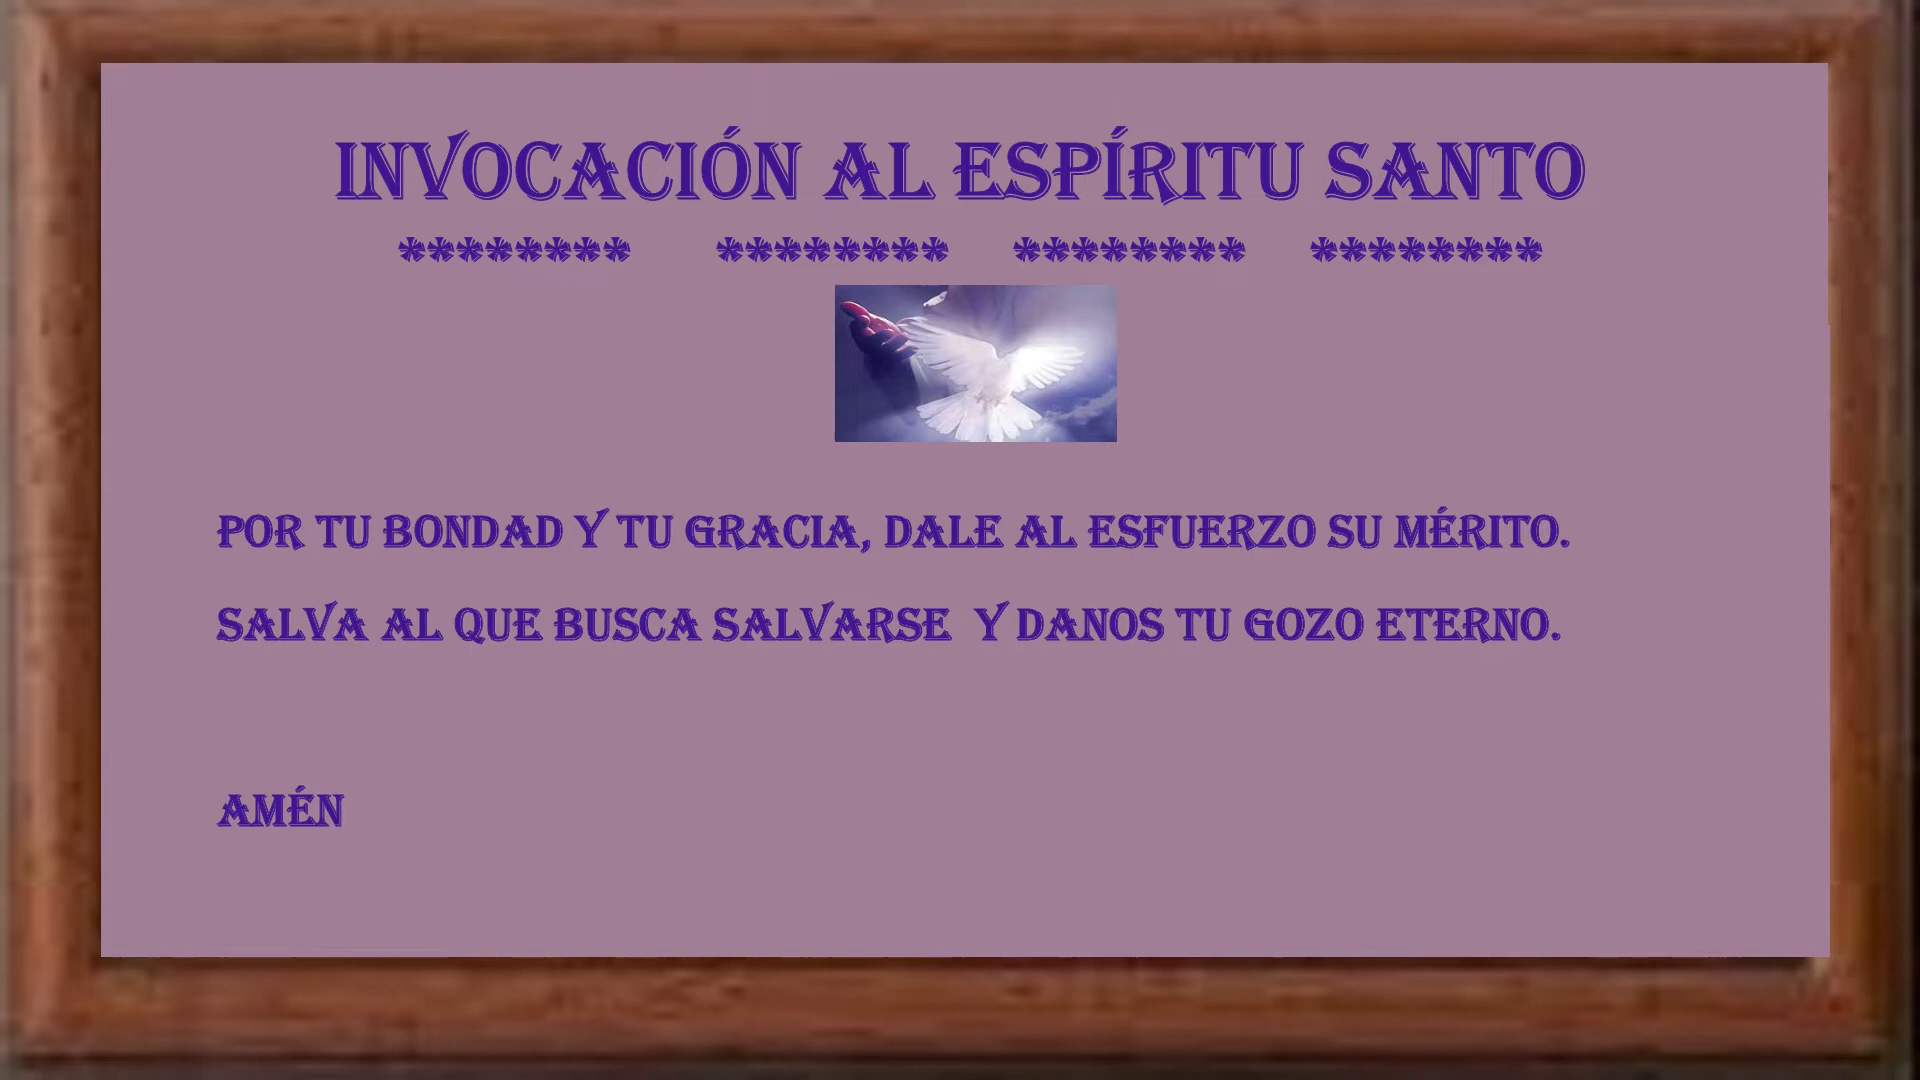 INVOCACIÓN AL ESPÍRITU SANTO
******** ******** ******** ********
POR TU BONDAD Y TU GRACIA, DALE AL ESFUERZO SU MÉRITO.
SALVA AL QUE BUSCA SALVARSE Y DANOS TU GOZO ETERNO.
AMÉN